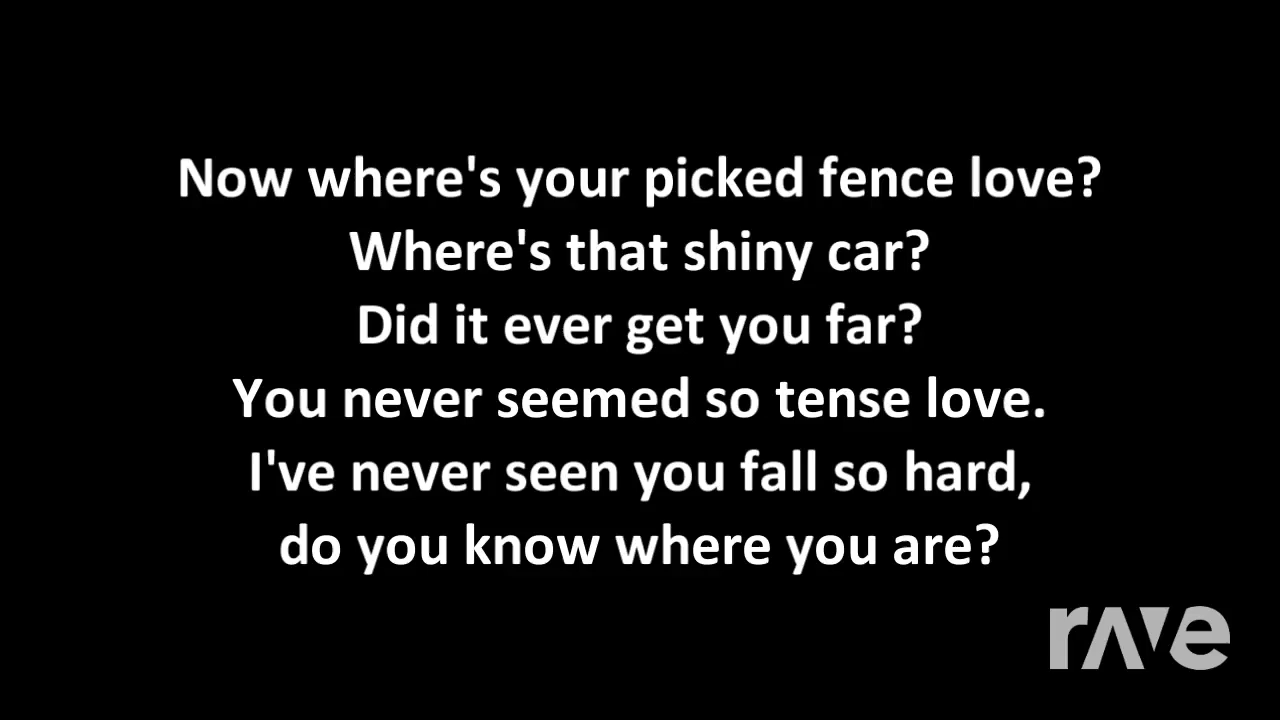 Now where's your picked fence love?
Where's that shiny car?
Did it ever get you far?
You never seemed so tense love.
I've never seen you fall so hard,
do you know where you are?
rave